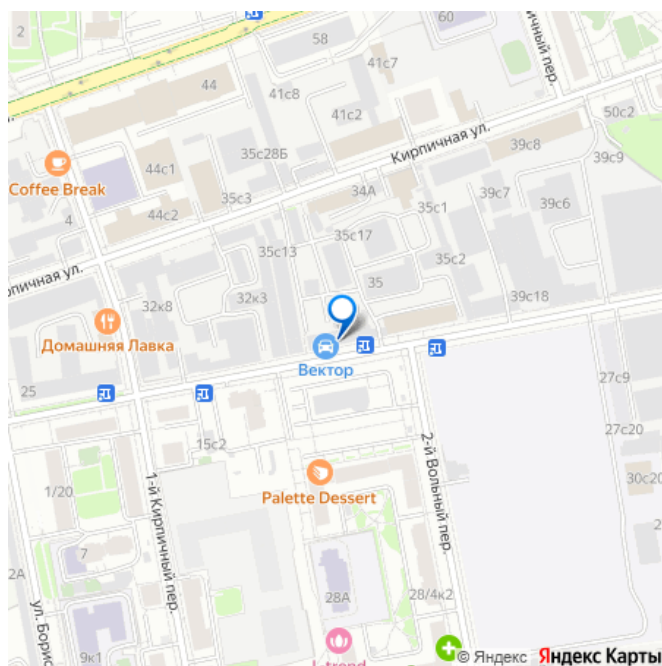 2
60
58
44
41с7
Кирпичный пер.
41с8
41с2
50с2
Кирпичная ул.
35с28Б
39с8
39с9
Coffee Break
44с1
34А
35с3
39с7
44с2
35с1
39с6
4
35с17
35с13
35с2
рпичная ул.
35
32к8
32к3
39с18
Домашняя Лавка
Вектор
25
27с9
15с2
27с20
1/20
Palette Dessert
30с20
1-й Кирпичный пер.
2-й Вольный пер.
7
2А
28А
28/4к2
ул. Борис
9к1
© Яндекс Яндекс Карты